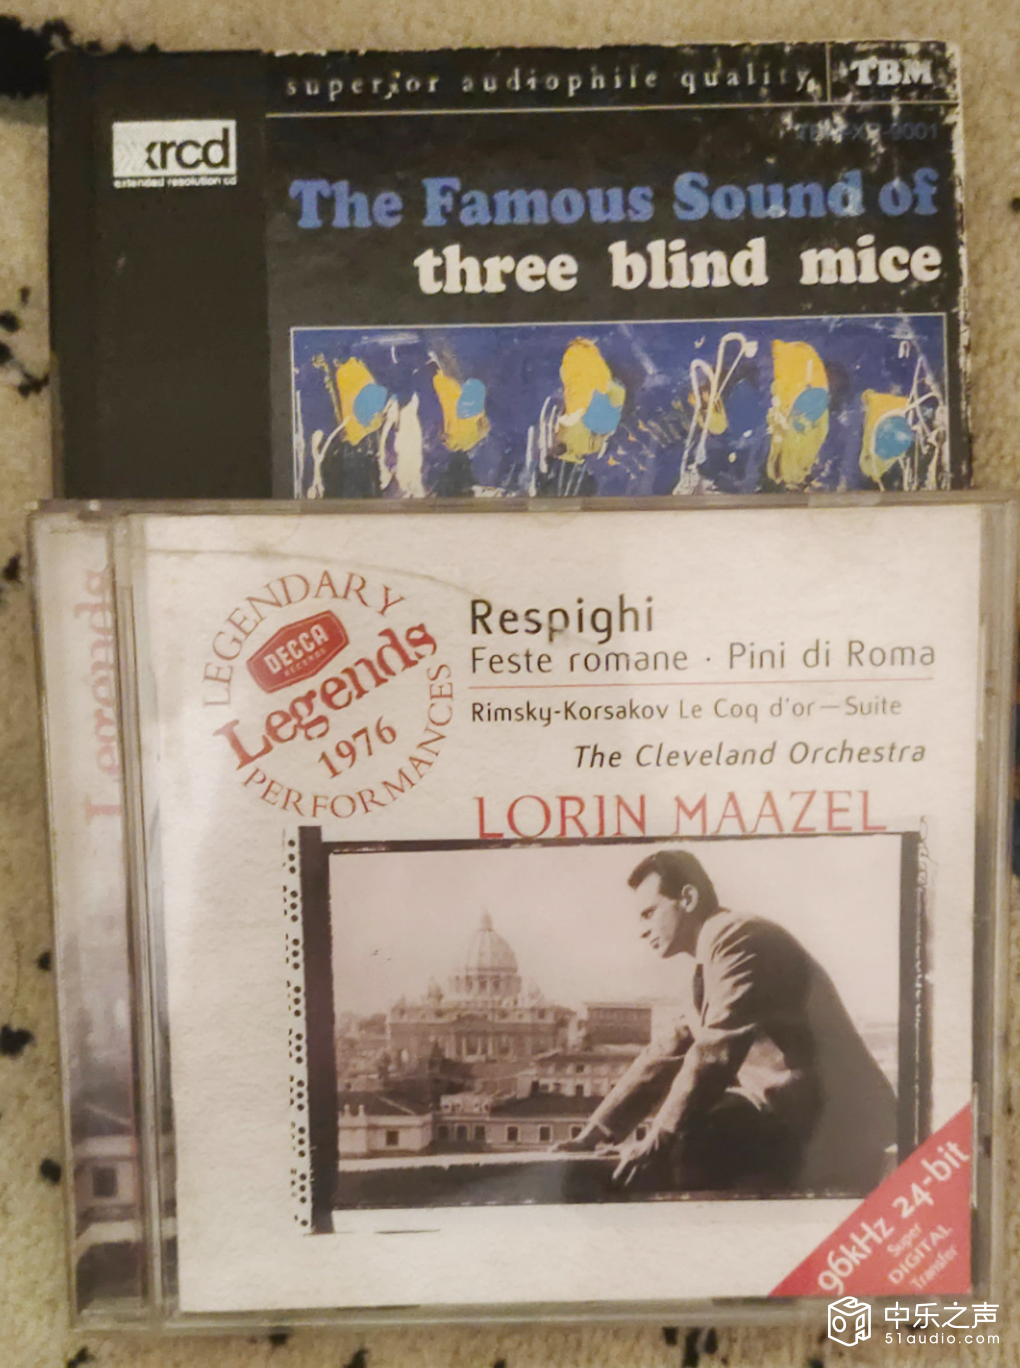 superior audiophile quality TBM
xrcd
extended resolution cd
The Famous Sound of
three blind mice
Legends
LEGENDARY
DECCA
RECORDS
Legends
1976
PERFORMANCES
Respighi
Feste romane · Pini di Roma
Rimsky-Korsakov Le Coq d'or—Suite
The Cleveland Orchestra
LORIN MAAZEL
96kHz 24-bit
Super
DIGITAL
Transfer
中乐之声
51audio.com